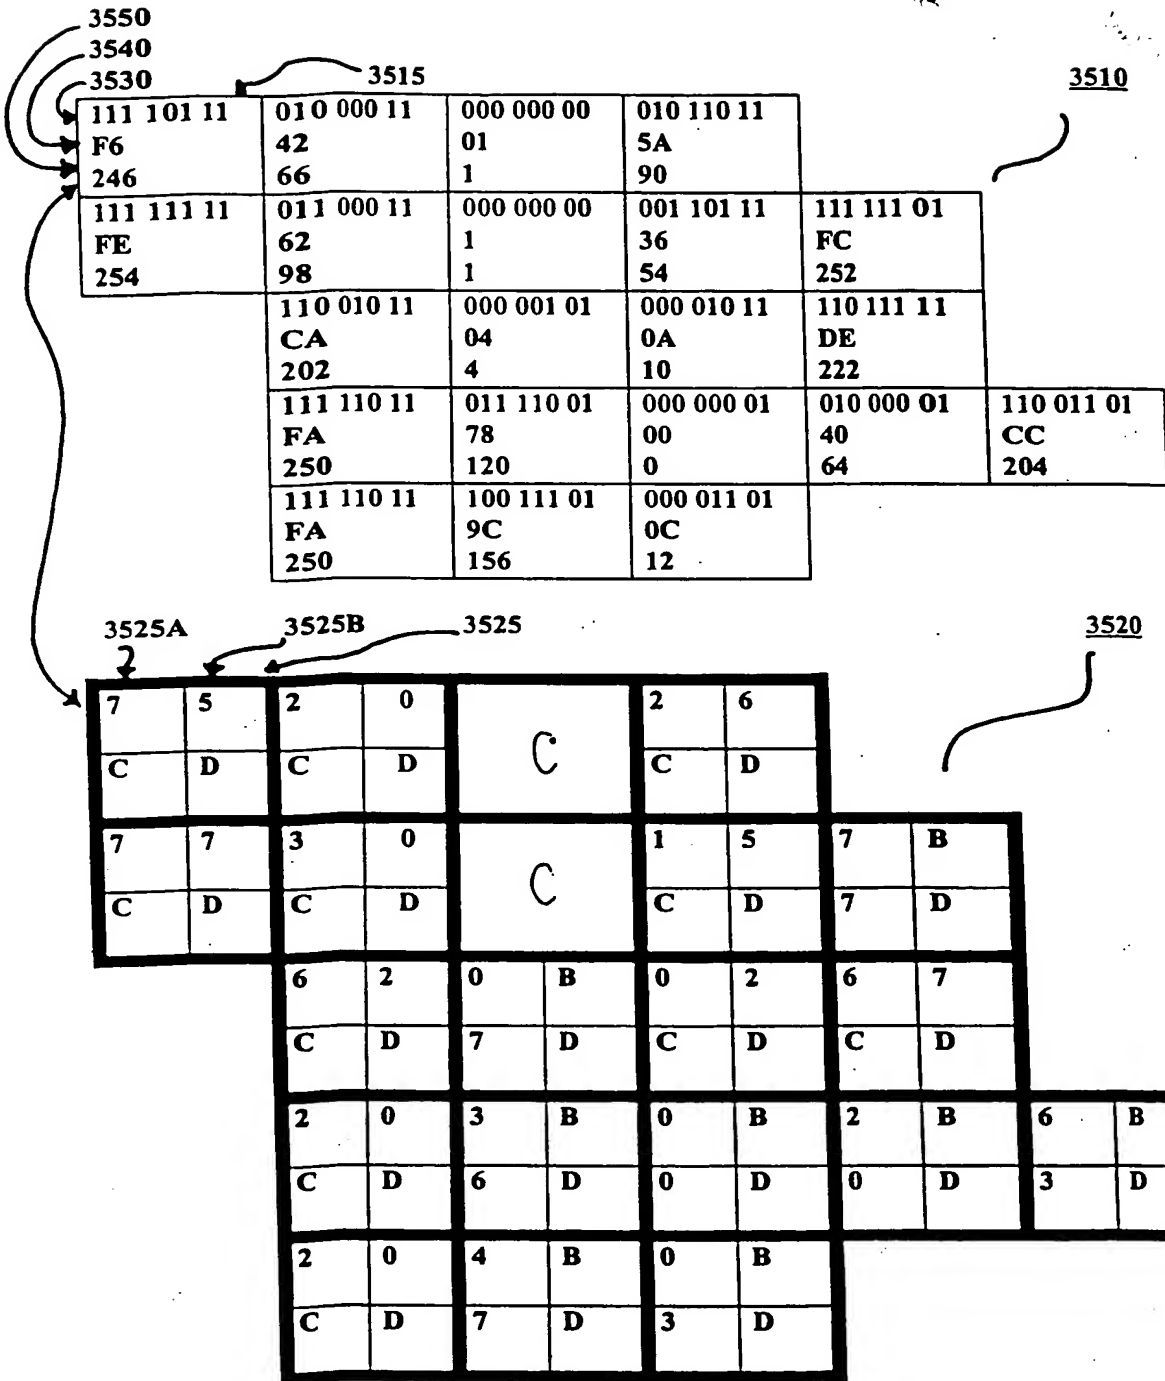 3550
3540
3530
3515
3510
111 101 11 010 000 11 000 000 00 010 110 11
F6 42 01 5A
246 66 1 90
111 111 11 011 000 11 000 000 00 001 101 11 111 111 01
FE 62 1 36 FC
254 98 1 54 252
110 010 11 000 001 01 000 010 11 110 111 11
CA 04 0A DE
202 4 10 222
111 110 11 011 110 01 000 000 01 010 000 01 110 011 01
FA 78 00 40 CC
250 120 0 64 204
111 110 11 100 111 01 000 011 01
FA 9C 0C
250 156 12
3525A 3525B 3525 3520
7 5 2 0 C 2 6
C D C D C D
7 7 3 0 C 1 5 7 B
C D C D C D 7 D
6 2 0 B 0 2 6 7
C D 7 D C D C D
2 0 3 B 0 B 2 B 6 B
C D 6 D 0 D 0 D 3 D
2 0 4 B 0 B
C D 7 D 3 D